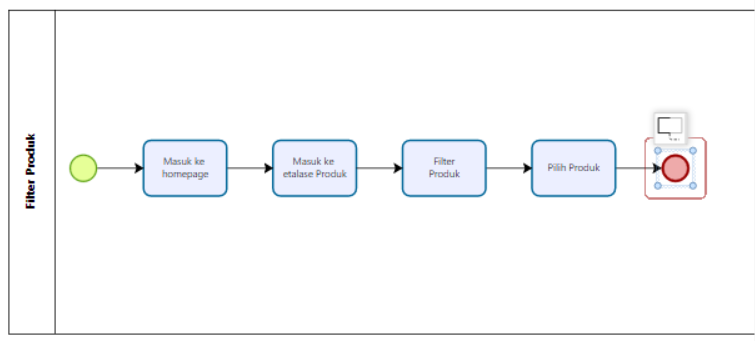 Filter Produk
Masuk ke
homepage
Masuk ke
etalase Produk
Filter
Produk
Pilih Produk